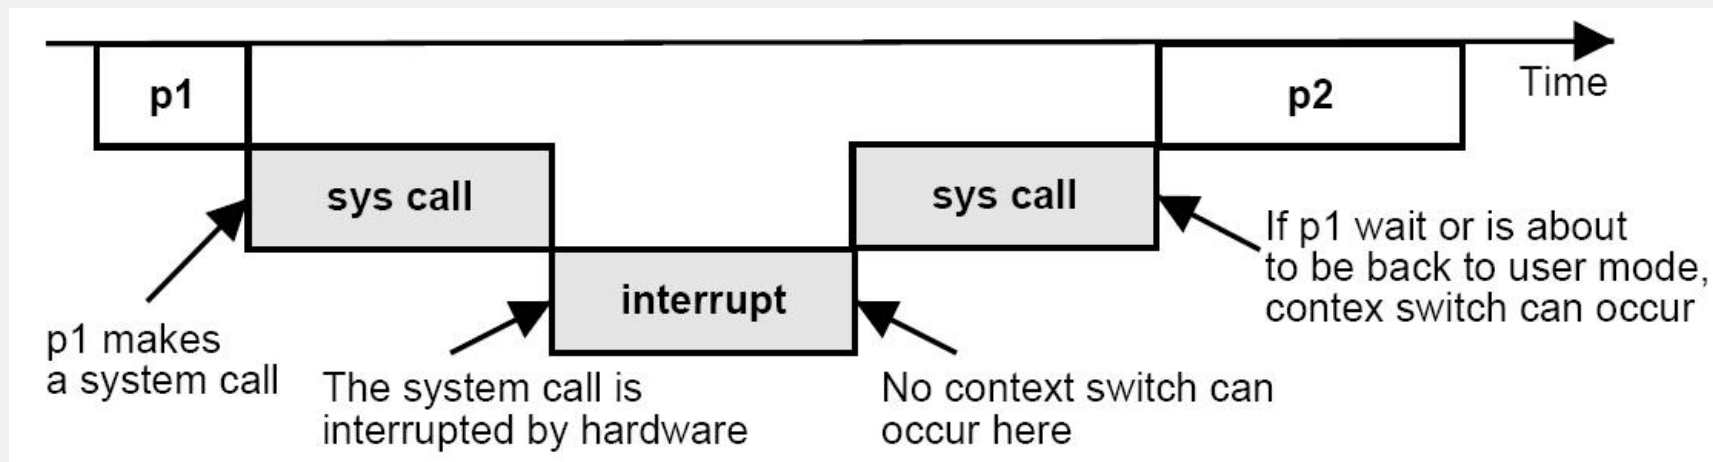 p1
p2
Time
sys call
sys call
interrupt
p1 makes
a system call
The system call is
interrupted by hardware
No context switch can
occur here
If p1 wait or is about
to be back to user mode,
contex switch can occur